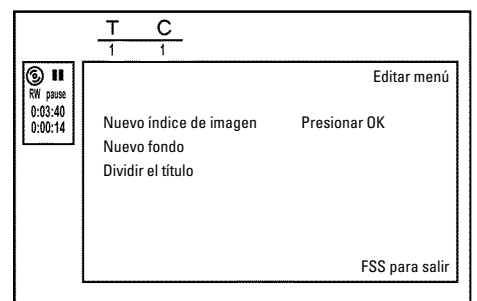 T C
1 1
RW pause
0:03:40
0:00:14
Editar menú
Nuevo índice de imagen Presionar OK
Nuevo fondo
Dividir el título
FSS para salir